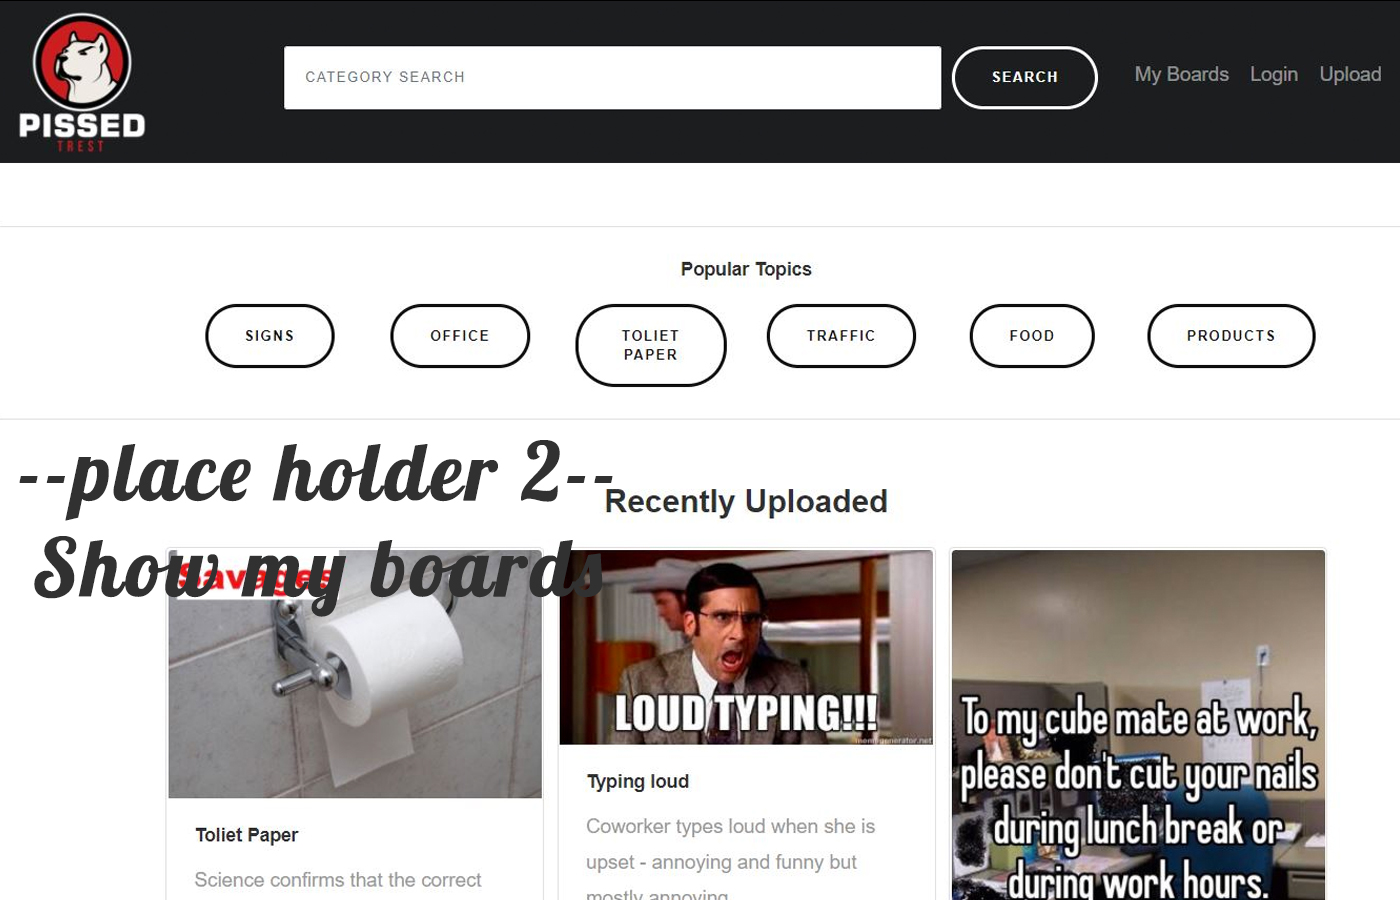 PISSED
TREST
CATEGORY SEARCH
SEARCH
My Boards
Login
Upload
Popular Topics
SIGNS
OFFICE
TOLIET
PAPER
TRAFFIC
FOOD
PRODUCTS
--place holder 2--
Show my boards
Recently Uploaded
Savages
Toliet Paper
Science confirms that the correct
LOUD TYPING!!!
memegenerator.net
Typing loud
Coworker types loud when she is
upset - annoying and funny but
mostly annoying
To my cube mate at work,
please don't cut your nails
during lunch break or
during work hours.